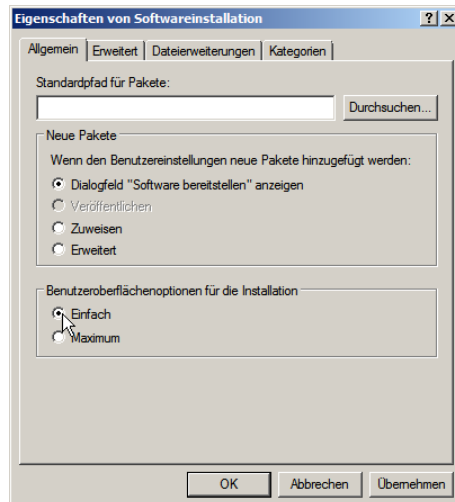 Eigenschaften von Softwareinstallation
Allgemein Erweitert Dateierweiterungen Kategorien
Standardpfad für Pakete:
Durchsuchen...
Neue Pakete
Wenn den Benutzereinstellungen neue Pakete hinzugefügt werden:
Dialogfeld "Software bereitstellen" anzeigen
Veröffentlichen
Zuweisen
Erweitert
Benutzeroberflächenoptionen für die Installation
Einfach
Maximum
OK Abbrechen Übernehmen